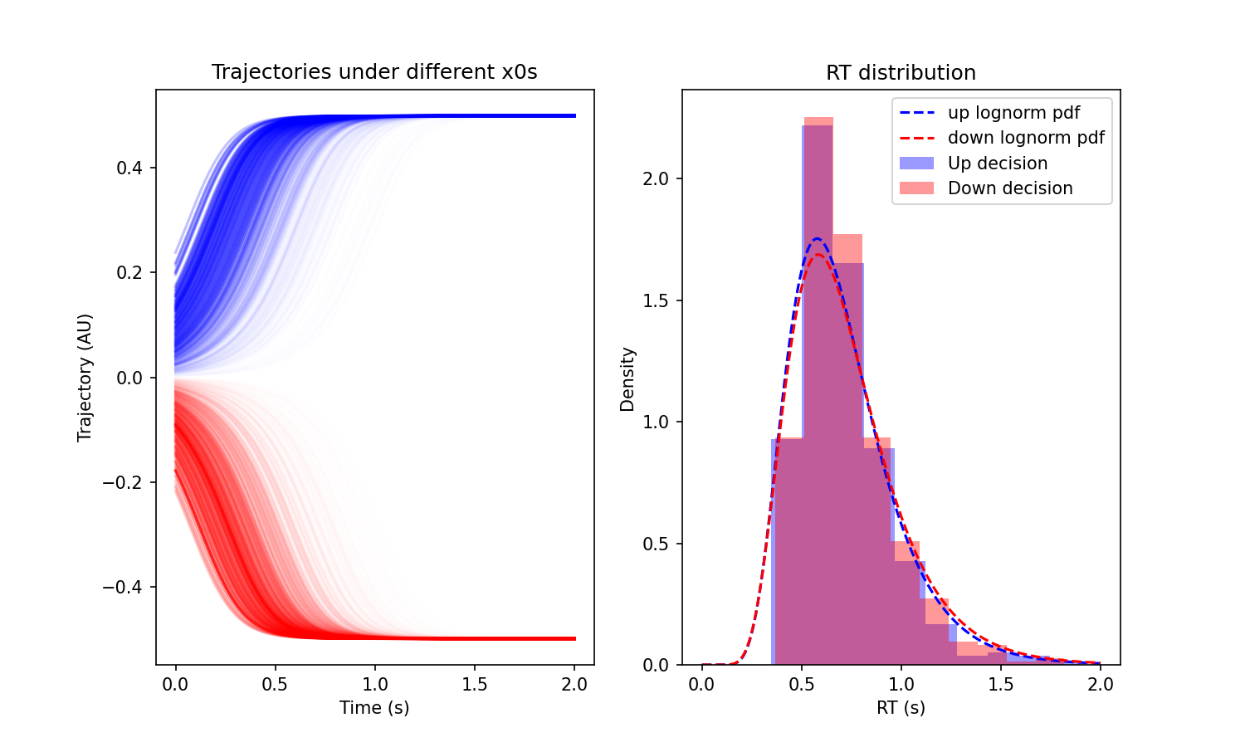 Trajectories under different x0s
0.4
0.2
0.0
−0.2
−0.4
Trajectory (AU)
0.0 0.5 1.0 1.5 2.0
Time (s)
RT distribution
up lognorm pdf
down lognorm pdf
Up decision
Down decision
2.0
1.5
1.0
0.5
0.0
Density
0.0 0.5 1.0 1.5 2.0
RT (s)